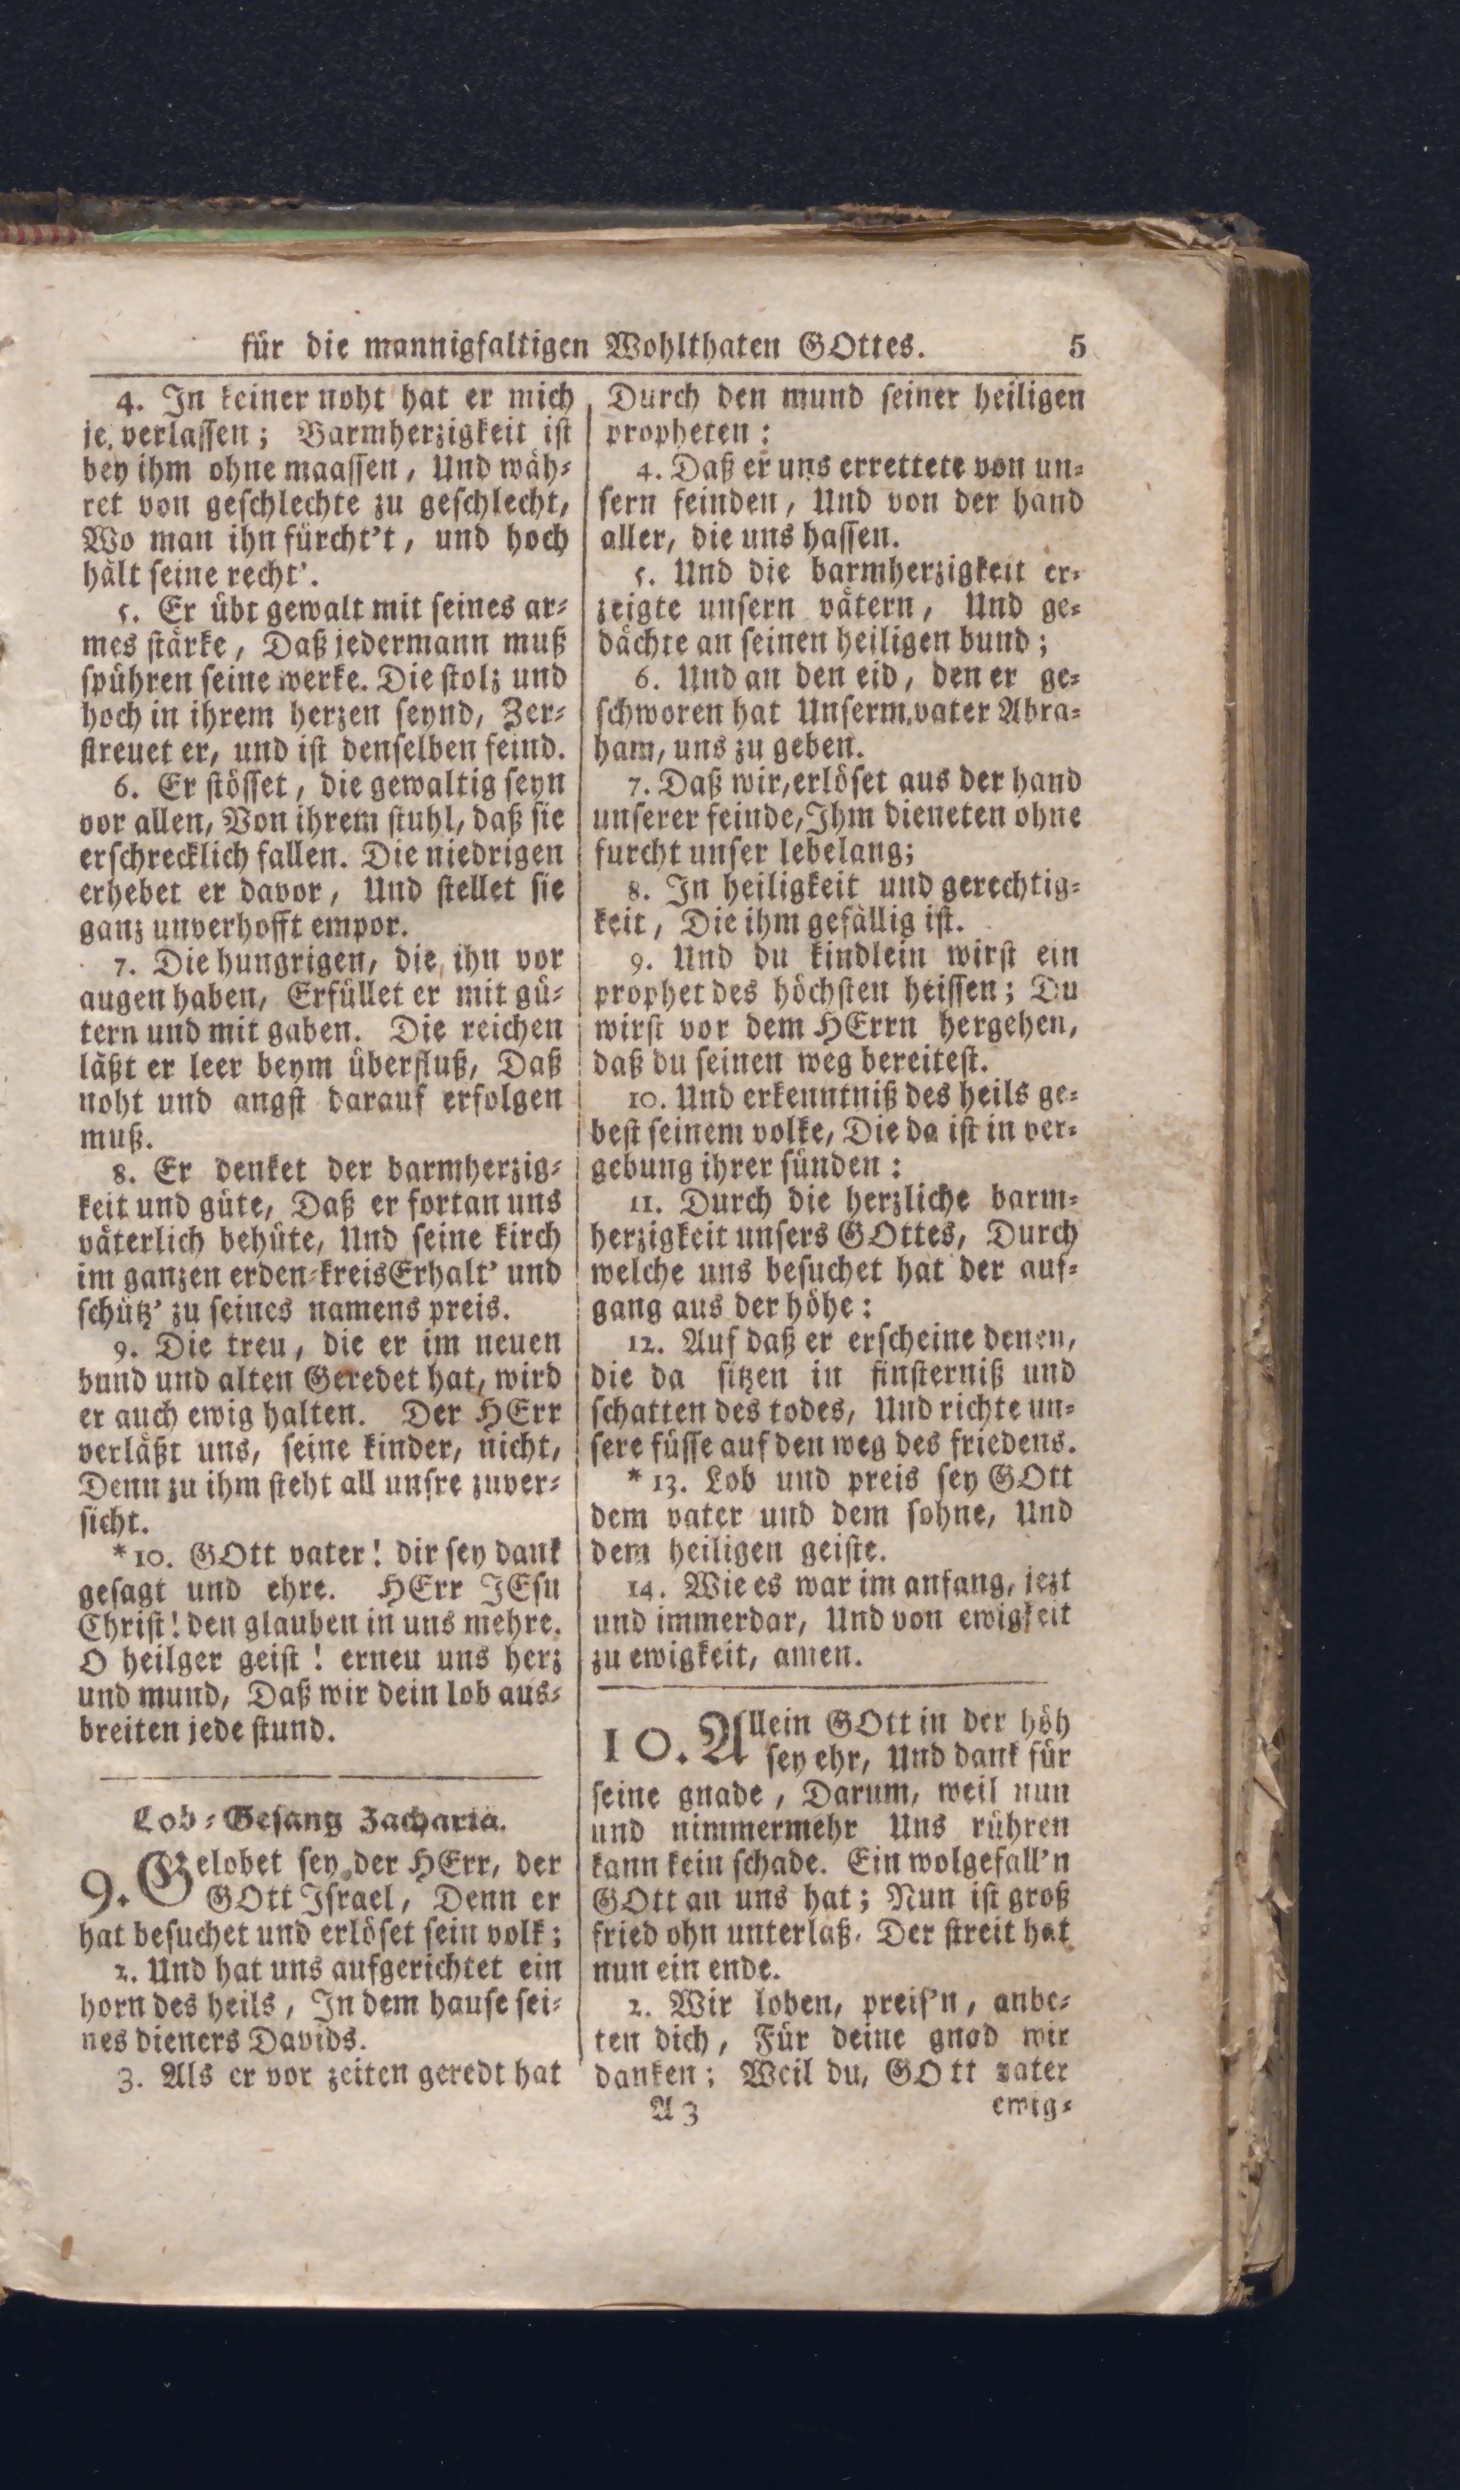 für die mannigfaltigen Wohlthaten GOttes. 5
4. In keiner noht hat er mich
je verlassen; Barmherzigkeit ist
bey ihm ohne maassen, Und wäh-
ret von geschlechte zu geschlecht,
Wo man ihn fürcht't, und hoch
hält seine recht'.
5. Er übt gewalt mit seines ar-
mes stärke, Daß jedermann muß
spühren seine werke. Die stolz und
hoch in ihrem herzen seynd, Zer-
streuet er, und ist denselben feind.
6. Er stösset, die gewaltig seyn
vor allen, Von ihrem stuhl, daß sie
erschrecklich fallen. Die niedrigen
erhebet er davor, Und stellet sie
ganz unverhofft empor.
7. Die hungrigen, die ihn vor
augen haben, Erfüllet er mit gü-
tern und mit gaben. Die reichen
läßt er leer beym überfluß, Daß
noht und angst darauf erfolgen
muß.
8. Er denket der barmherzig-
keit und güte, Daß er fortan uns
väterlich behüte, Und seine kirch
im ganzen erden-kreis Erhalt' und
schütz' zu seines namens preis.
9. Die treu, die er im neuen
bund und alten Geredet hat, wird
er auch ewig halten. Der HErr
verläßt uns, seine kinder, nicht,
Denn zu ihm steht all unsre zuver-
sicht.
*10. GOtt vater! dir sey dank
gesagt und ehre. HErr JEsu
Christ! den glauben in uns mehre.
O heilger geist! erneu uns herz
und mund, Daß wir dein lob aus-
breiten jede stund.
Lob-Gesang Zachariä.
9. Gelobet sey der HErr, der
GOtt Israel, Denn er
hat besuchet und erlöset sein volk;
2. Und hat uns aufgerichtet ein
horn des heils, In dem hause sei-
nes dieners Davids.
3. Als er vor zeiten geredt hat
Durch den mund seiner heiligen
propheten:
4. Daß er uns errettete von un-
sern feinden, Und von der hand
aller, die uns hassen.
5. Und die barmherzigkeit er-
zeigte unsern vätern, Und ge-
dächte an seinen heiligen bund;
6. Und an den eid, den er ge-
schworen hat Unserm vater Abra-
ham, uns zu geben.
7. Daß wir, erlöset aus der hand
unserer feinde, Ihm dieneten ohne
furcht unser lebelang;
8. In heiligkeit und gerechtig-
keit, Die ihm gefällig ist.
9. Und du kindlein wirst ein
prophet des höchsten heissen; Du
wirst vor dem HErrn hergehen,
daß du seinen weg bereitest.
10. Und erkenntniß des heils ge-
best seinem volke, Die da ist in ver-
gebung ihrer sünden:
11. Durch die herzliche barm-
herzigkeit unsers GOttes, Durch
welche uns besuchet hat der auf-
gang aus der höhe:
12. Auf daß er erscheine denen,
die da sitzen in finsterniß und
schatten des todes, Und richte un-
sere füsse auf den weg des friedens.
*13. Lob und preis sey GOtt
dem vater und dem sohne, Und
dem heiligen geiste.
14. Wie es war im anfang, jezt
und immerdar, Und von ewigkeit
zu ewigkeit, amen.
10. Allein GOtt in der höh
sey ehr, Und dank für
seine gnade, Darum, weil nun
und nimmermehr Uns rühren
kann kein schade. Ein wolgefall'n
GOtt an uns hat; Nun ist groß
fried ohn unterlaß, Der streit hat
nun ein ende.
2. Wir loben, preis'n, anbe-
ten dich, Für deine gnad wir
danken; Weil du, GOtt vater
A 3 ewig-